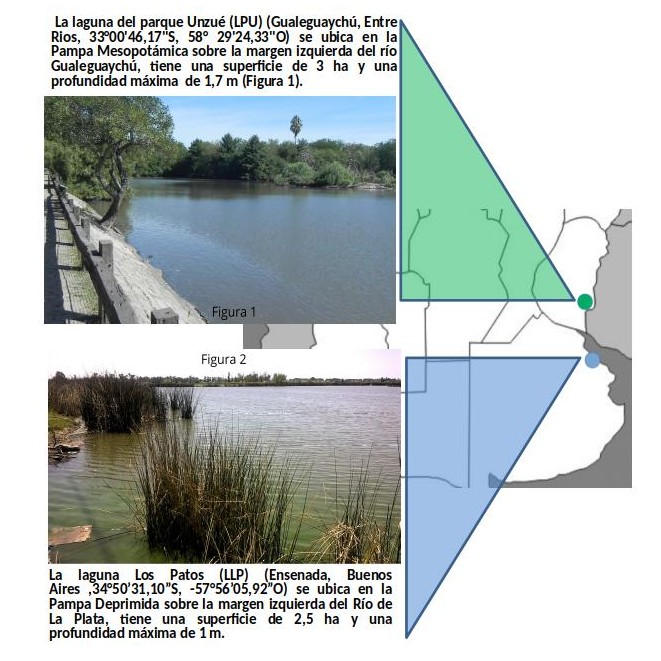 La laguna del parque Unzué (LPU) (Gualeguaychú, Entre
Rios, 33°00'46,17"S, 58° 29'24,33"O) se ubica en la
Pampa Mesopotámica sobre la margen izquierda del río
Gualeguaychú, tiene una superficie de 3 ha y una
profundidad máxima de 1,7 m (Figura 1).
Figura 1
Figura 2
La laguna Los Patos (LLP) (Ensenada, Buenos
Aires ,34°50’31,10”S, -57°56’05,92”O) se ubica en la
Pampa Deprimida sobre la margen izquierda del Río de
La Plata, tiene una superficie de 2,5 ha y una
profundidad máxima de 1 m.